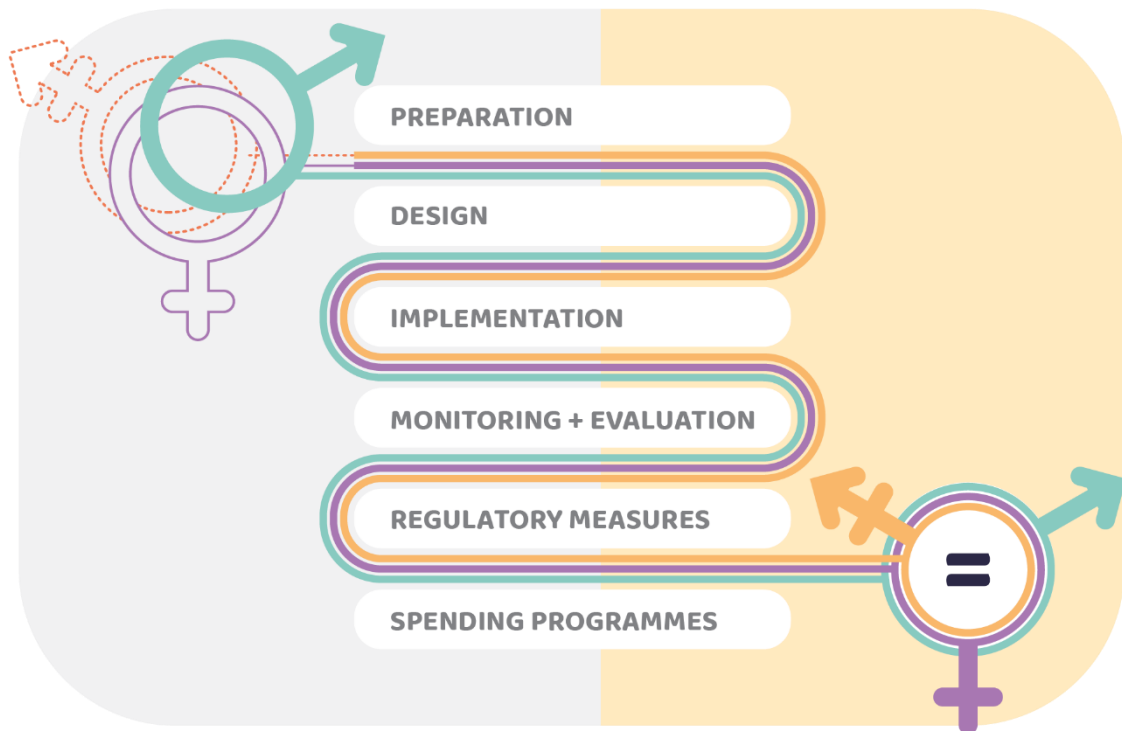 PREPARATION
DESIGN
IMPLEMENTATION
MONITORING + EVALUATION
REGULATORY MEASURES
=
SPENDING PROGRAMMES